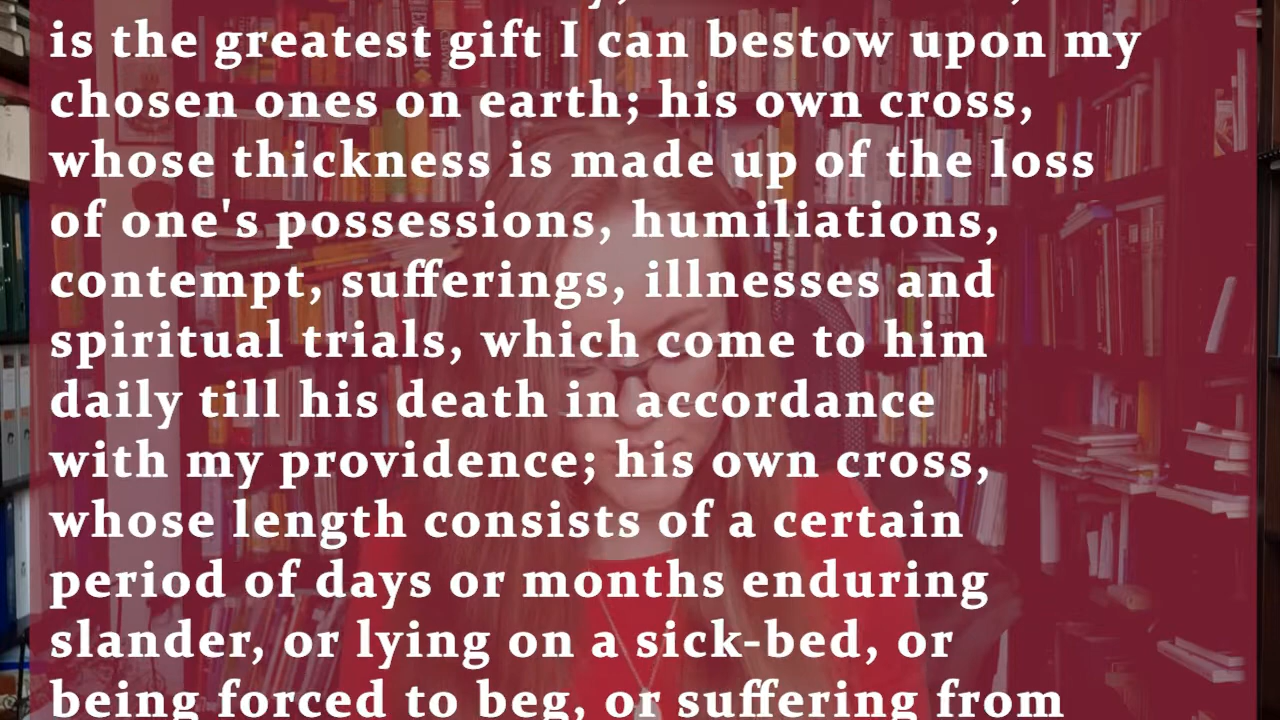 is the greatest gift I can bestow upon my
chosen ones on earth; his own cross,
whose thickness is made up of the loss
of one's possessions, humiliations,
contempt, sufferings, illnesses and
spiritual trials, which come to him
daily till his death in accordance
with my providence; his own cross,
whose length consists of a certain
period of days or months enduring
slander, or lying on a sick-bed, or
being forced to beg, or suffering from